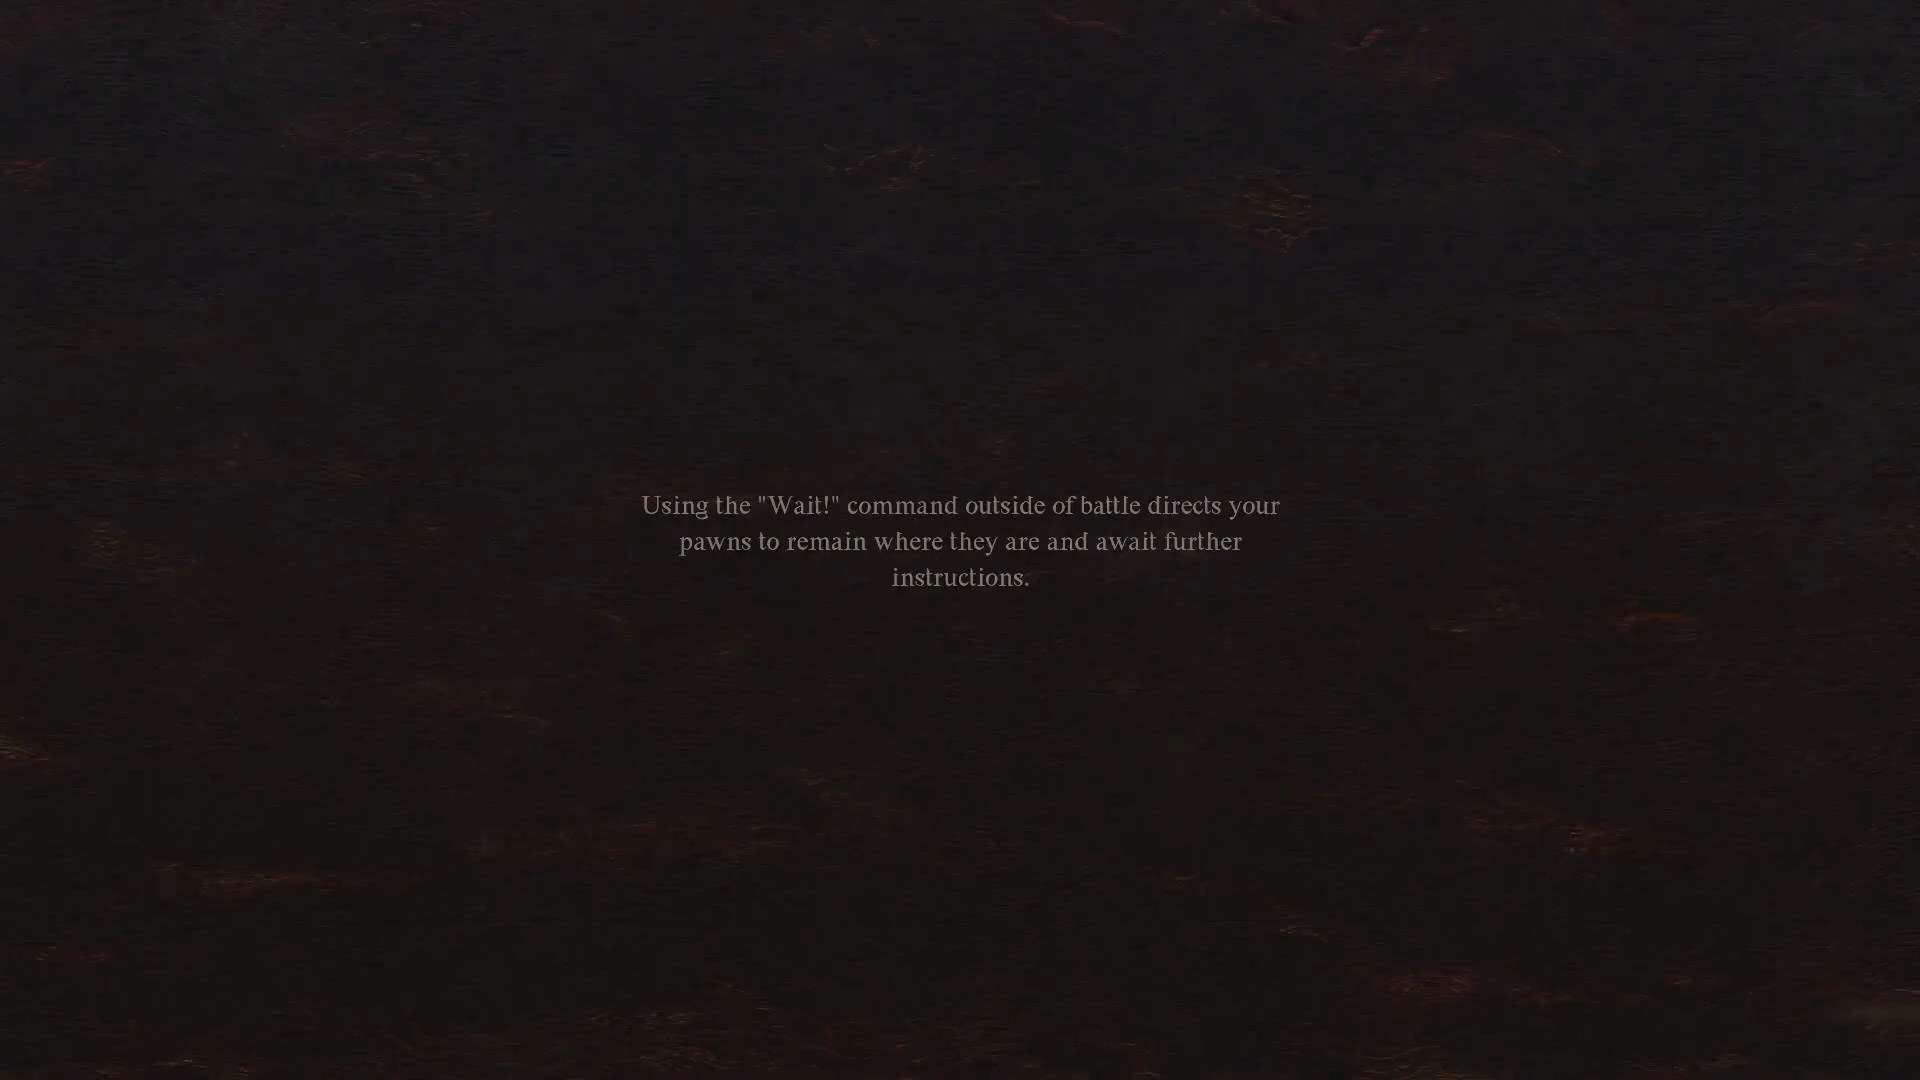 Using the "Wait!" command outside of battle directs your
pawns to remain where they are and await further
instructions.